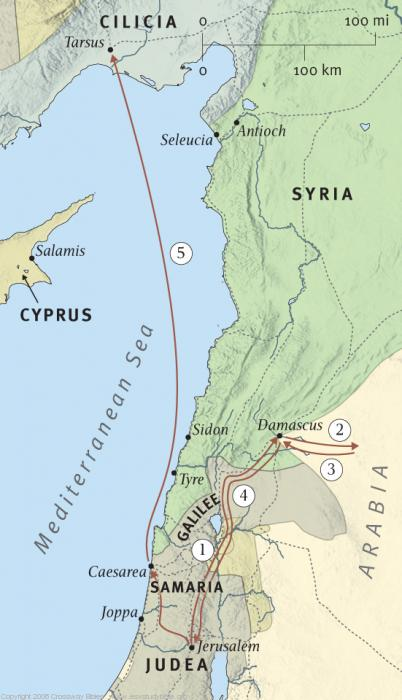 CILICIA
0
100 mi
Tarsus
0
100 km
Seleucia
Antioch
SYRIA
5
Salamis
CYPRUS
Mediterranean Sea
Sidon
Damascus
2
3
Tyre
4
GALILEE
ARABIA
1
Caesarea
SAMARIA
Joppa
Jerusalem
JUDEA